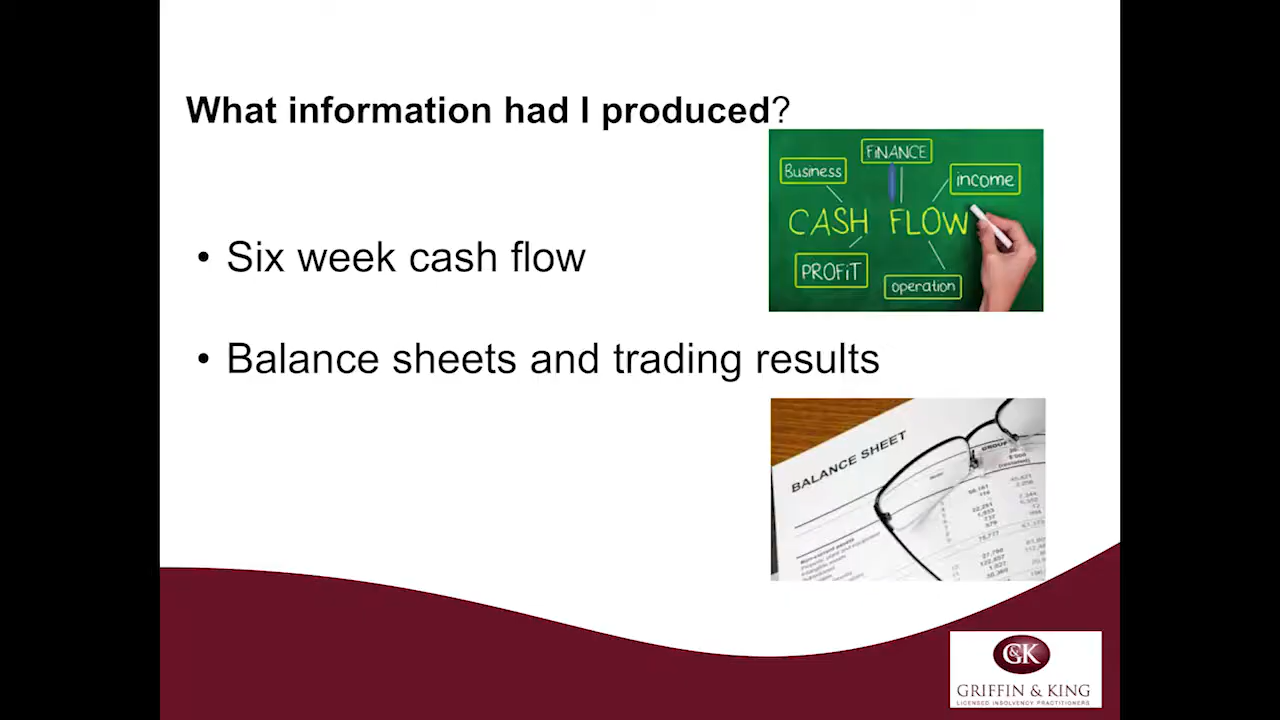 What information had I produced?
FiNANCE
Business
income
CASH FLOW
PROFiT
operation
• Six week cash flow
• Balance sheets and trading results
BALANCE SHEET
GROUP
G&K
GRIFFIN & KING
LICENSED INSOLVENCY PRACTITIONERS